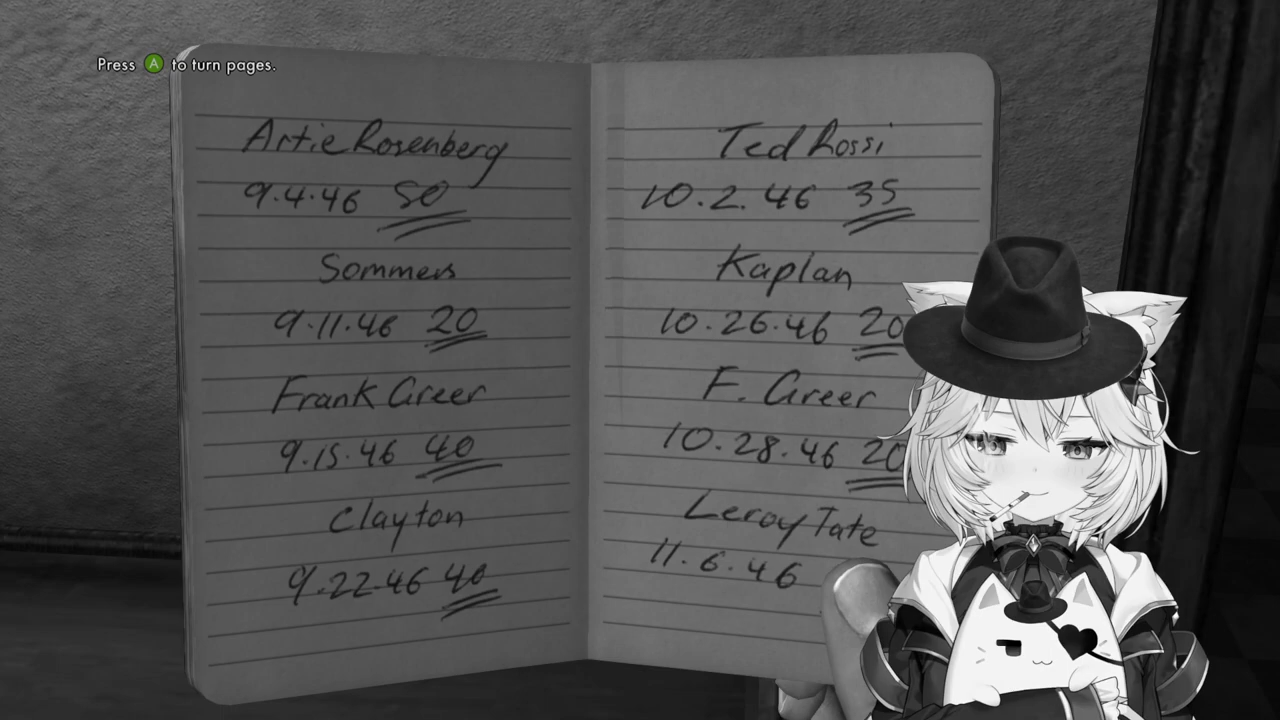 Press A to turn pages.
Artie Rosenberg
9.4.46 50
Sommers
9.11.46 20
Frank Greer
9.15.46 40
Clayton
9.22.46 40
Ted Rossi
10.2.46 35
Kaplan
10.26.46 20
F. Greer
10.28.46 20
Leroy Tate
11.6.46